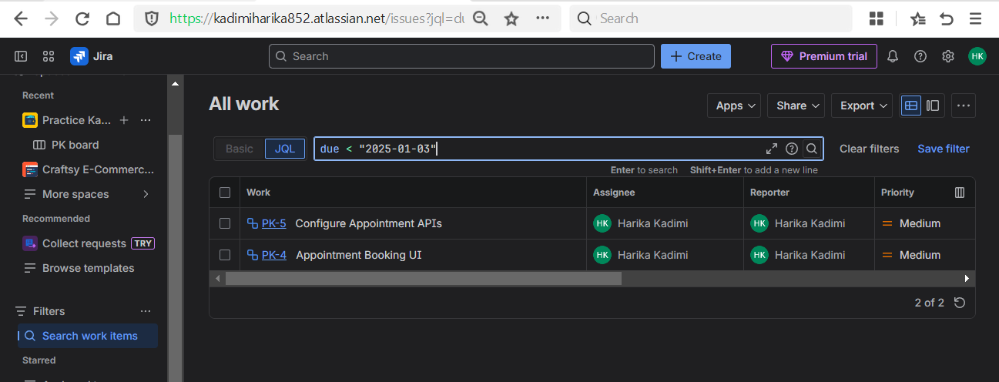 https://kadimiharika852.atlassian.net/issues?jql=du
Search
Jira
Search
Create
Premium trial
HK
Recent
Practice Ka...
PK board
Craftsy E-Commerc...
More spaces
Recommended
Collect requests TRY
Browse templates
Filters
Search work items
Starred
All work
Apps
Share
Export
Basic
JQL
due < "2025-01-03"
Clear filters
Save filter
Enter to search Shift+Enter to add a new line
Work Assignee Reporter Priority
PK-5 Configure Appointment APIs HK Harika Kadimi HK Harika Kadimi Medium
PK-4 Appointment Booking UI HK Harika Kadimi HK Harika Kadimi Medium
2 of 2